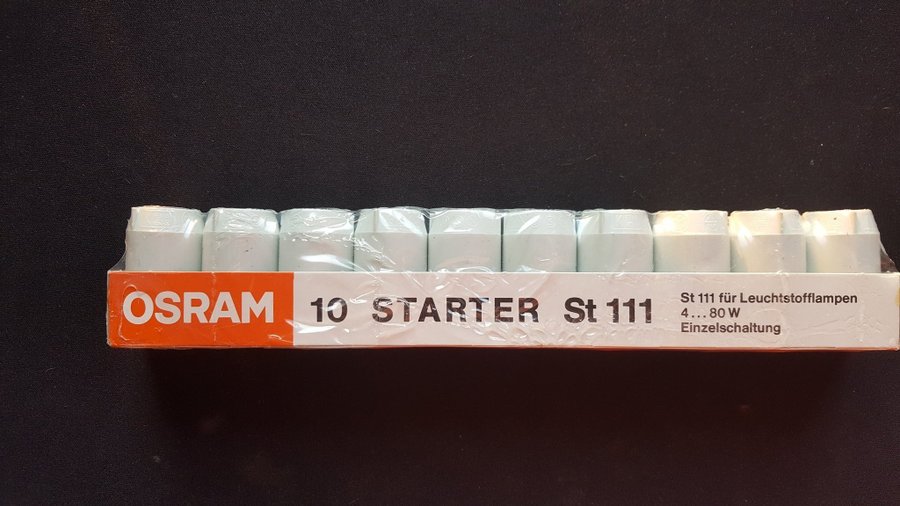 OSRAM
10 STARTER St 111
St 111 für Leuchtstofflampen
4...80 W
Einzelschaltung